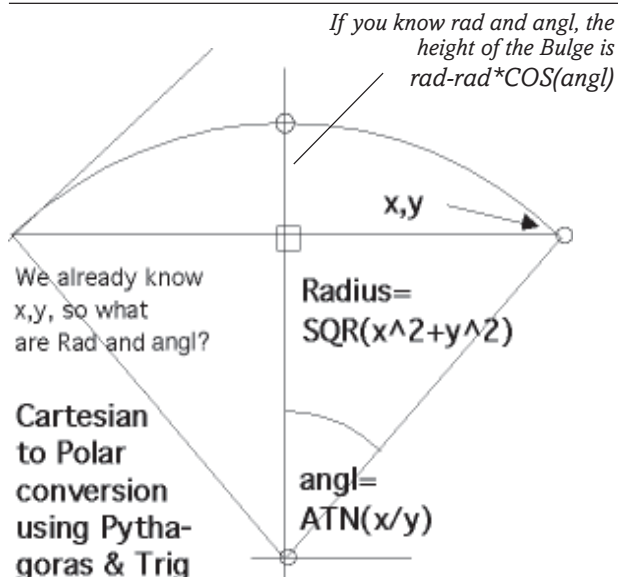 If you know rad and angl, the
height of the Bulge is
rad-rad*COS(angl)
x,y
We already know
x,y, so what
are Rad and angl?
Radius=
SQR(x^2+y^2)
Cartesian
to Polar
conversion
using Pytha-
goras & Trig
angl=
ATN(x/y)